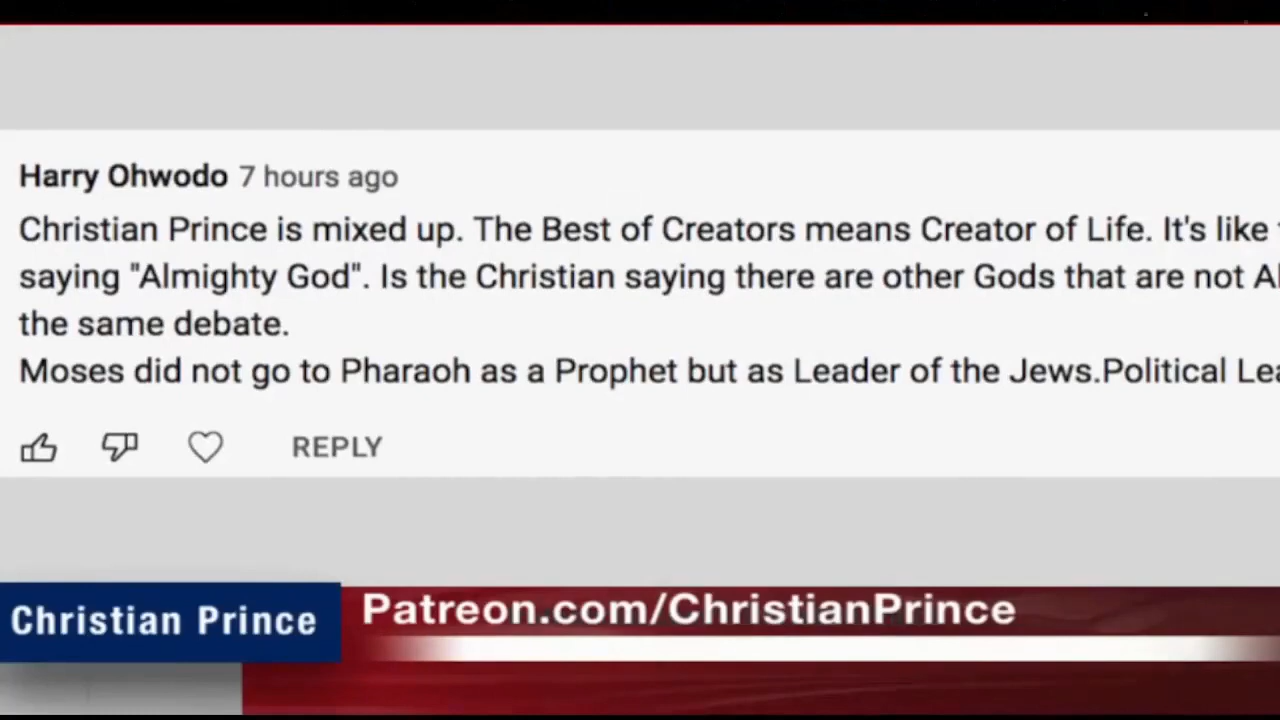 Harry Ohwodo 7 hours ago
Christian Prince is mixed up. The Best of Creators means Creator of Life. It's like
saying "Almighty God". Is the Christian saying there are other Gods that are not
the same debate.
Moses did not go to Pharaoh as a Prophet but as Leader of the Jews.Political
REPLY
Christian Prince
Patreon.com/ChristianPrince